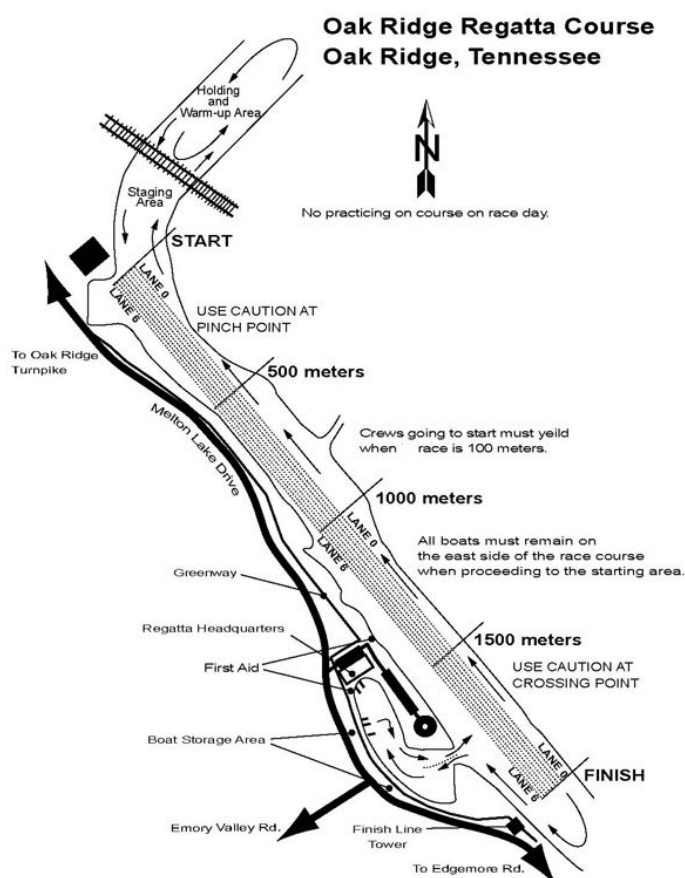 Oak Ridge Regatta Course
Oak Ridge, Tennessee
Holding
and
Warm-up Area
N
No practicing on course on race day.
Staging
Area
START
LANE 0
LANE 6
USE CAUTION AT
PINCH POINT
To Oak Ridge
Turnpike
500 meters
Melton Lake Drive
Crews going to start must yeild
when race is 100 meters.
1000 meters
LANE 0
LANE 6
All boats must remain on
the east side of the race course
when proceeding to the starting area.
Greenway
Regatta Headquarters
1500 meters
First Aid
USE CAUTION AT
CROSSING POINT
Boat Storage Area
LANE 0
LANE 6
FINISH
Emory Valley Rd.
Finish Line
Tower
To Edgemore Rd.